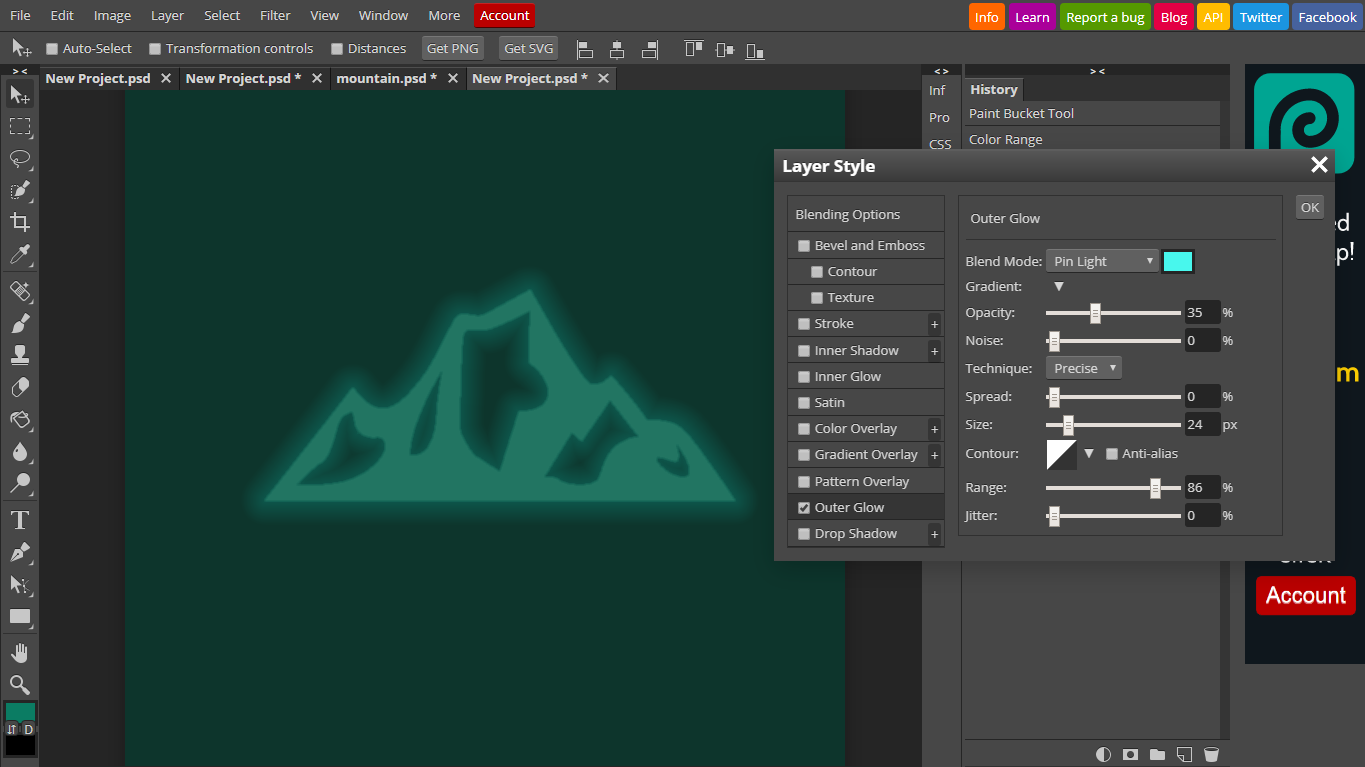 File Edit Image Layer Select Filter View Window More Account Info Learn Report a bug Blog API Twitter Facebook
Auto-Select Transformation controls Distances Get PNG Get SVG
> < < > > <
New Project.psd New Project.psd * mountain.psd * New Project.psd *
Inf
Pro
CSS
History
Paint Bucket Tool
Color Range
Layer Style
OK
Blending Options
Bevel and Emboss
Contour
Texture
Stroke +
Inner Shadow +
Inner Glow
Satin
Color Overlay +
Gradient Overlay +
Pattern Overlay
Outer Glow
Drop Shadow +
Outer Glow
Blend Mode: Pin Light
Gradient:
Opacity: 35 %
Noise: 0 %
Technique: Precise
Spread: 0 %
Size: 24 px
Contour: Anti-alias
Range: 86 %
Jitter: 0 %
T
D
ed
p!
m
Account